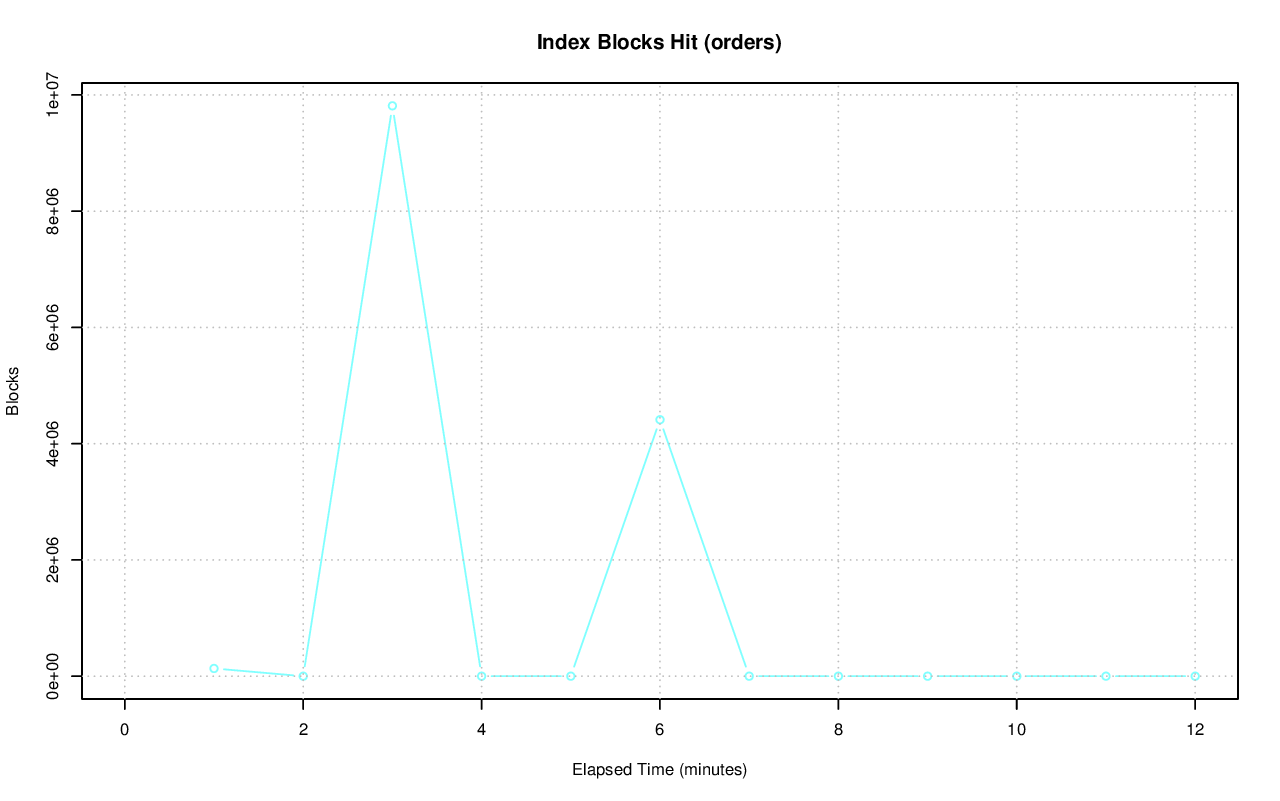 Index Blocks Hit (orders)
1e+07
8e+06
6e+06
4e+06
2e+06
0e+00
Blocks
0 2 4 6 8 10 12
Elapsed Time (minutes)